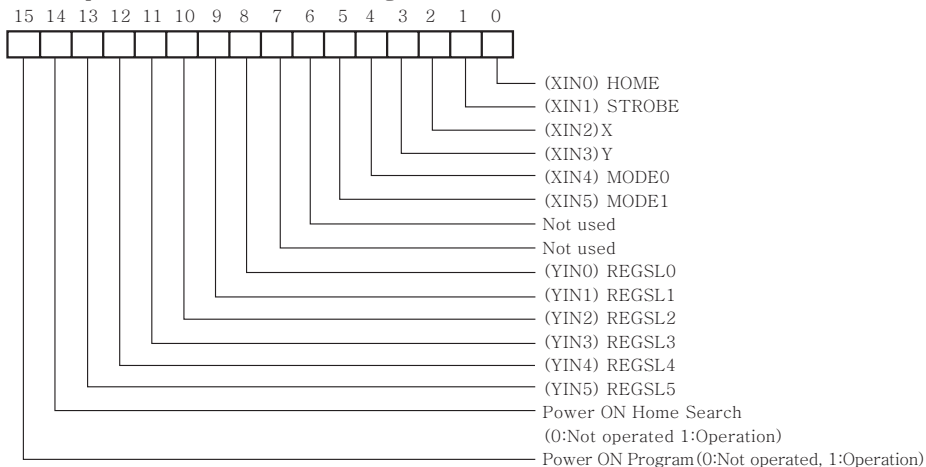 15 14 13 12 11 10 9 8 7 6 5 4 3 2 1 0
(XIN0) HOME
(XIN1) STROBE
(XIN2)X
(XIN3)Y
(XIN4) MODE0
(XIN5) MODE1
Not used
Not used
(YIN0) REGSL0
(YIN1) REGSL1
(YIN2) REGSL2
(YIN3) REGSL3
(YIN4) REGSL4
(YIN5) REGSL5
Power ON Home Search
(0:Not operated 1:Operation)
Power ON Program(0:Not operated, 1:Operation)